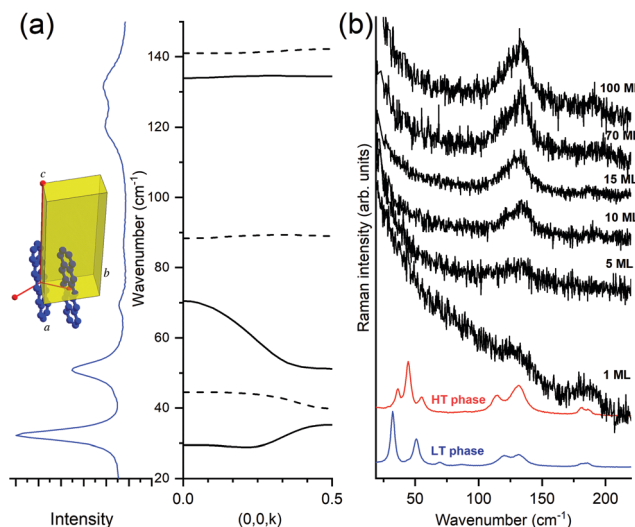 (a)
140
120
100
80
60
40
20
Wavenumber (cm⁻¹)
c
b
a
Intensity
0.0
0.5
(0,0,k)
(b)
Raman intensity (arb. units)
100 ML
70 ML
15 ML
10 ML
5 ML
1 ML
HT phase
LT phase
50
100
150
200
Wavenumber (cm⁻¹)